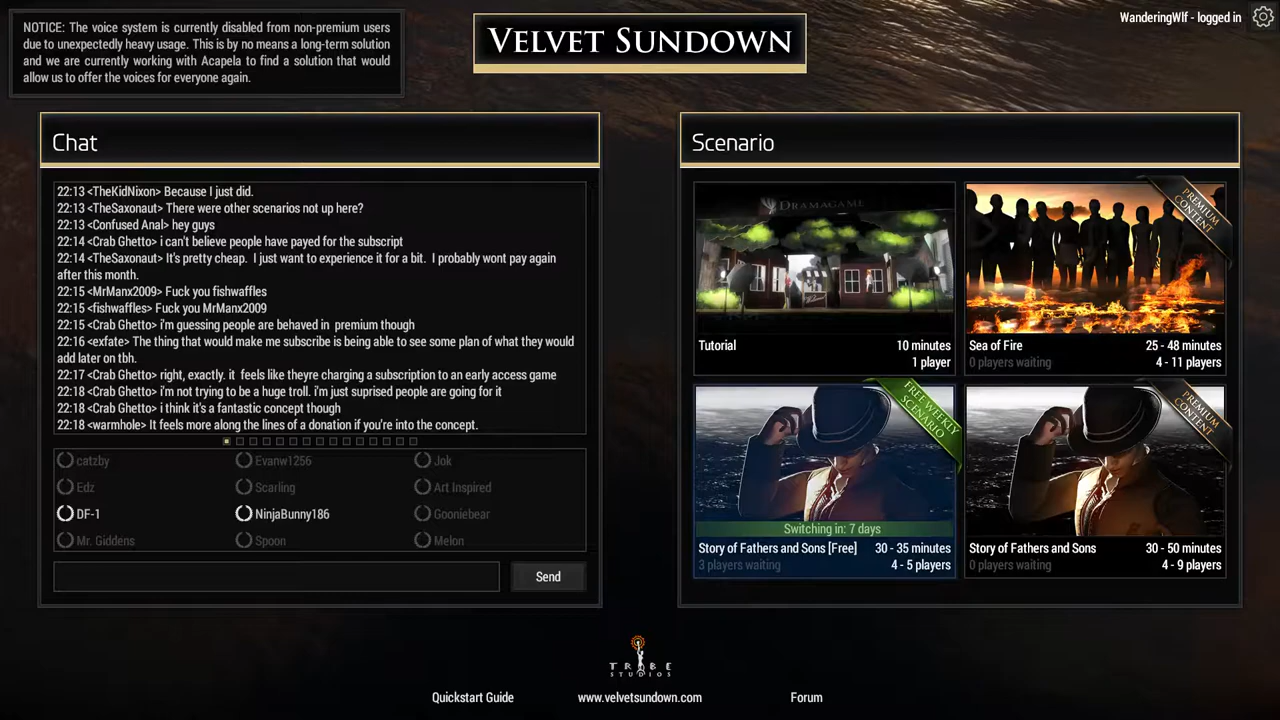 NOTICE: The voice system is currently disabled from non-premium users
due to unexpectedly heavy usage. This is by no means a long-term solution
and we are currently working with Acapela to find a solution that would
allow us to offer the voices for everyone again.
VELVET SUNDOWN
WanderingWlf - logged in
Chat
22:13 <TheKidNixon> Because I just did.
22:13 <TheSaxonaut> There were other scenarios not up here?
22:13 <Confused Anal> hey guys
22:14 <Crab Ghetto> i can't believe people have payed for the subscript
22:14 <TheSaxonaut> It's pretty cheap.  I just want to experience it for a bit.  I probably wont pay again
after this month.
22:15 <MrManx2009> Fuck you fishwaffles
22:15 <fishwaffles> Fuck you MrManx2009
22:15 <Crab Ghetto> i'm guessing people are behaved in  premium though
22:16 <exfate> The thing that would make me subscribe is being able to see some plan of what they would
add later on tbh.
22:17 <Crab Ghetto> right, exactly. it  feels like theyre charging a subscription to an early access game
22:18 <Crab Ghetto> i'm not trying to be a huge troll. i'm just suprised people are going for it
22:18 <Crab Ghetto> i think it's a fantastic concept though
22:18 <warmhole> It feels more along the lines of a donation if you're into the concept.
catzby
Evanw1256
Jok
Edz
Scarling
Art Inspired
DF-1
NinjaBunny186
Gooniebear
Mr. Giddens
Spoon
Melon
Send
Scenario
DRAMAGAME
Tutorial
10 minutes
1 player
PREMIUM
CONTENT
Sea of Fire
25 - 48 minutes
0 players waiting
4 - 11 players
FREE WEEKLY
SCENARIO
Switching in: 7 days
Story of Fathers and Sons [Free]
30 - 35 minutes
3 players waiting
4 - 5 players
PREMIUM
CONTENT
Story of Fathers and Sons
30 - 50 minutes
0 players waiting
4 - 9 players
TRIBE
STUDIOS
Quickstart Guide
www.velvetsundown.com
Forum